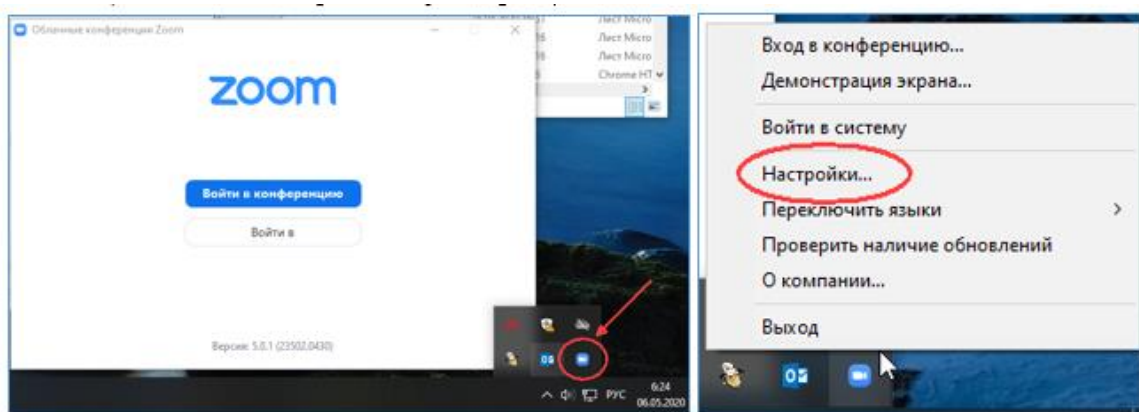 Облачные конференции Zoom
Лист Micro
Лист Micro
Лист Micro
Chrome HT
zoom
Войти в конференцию
Войти в
Версия: 5.0.1 (23502.0430)
РУС
6:24
06.05.2020
Вход в конференцию...
Демонстрация экрана...
Войти в систему
Настройки...
Переключить языки
Проверить наличие обновлений
О компании...
Выход